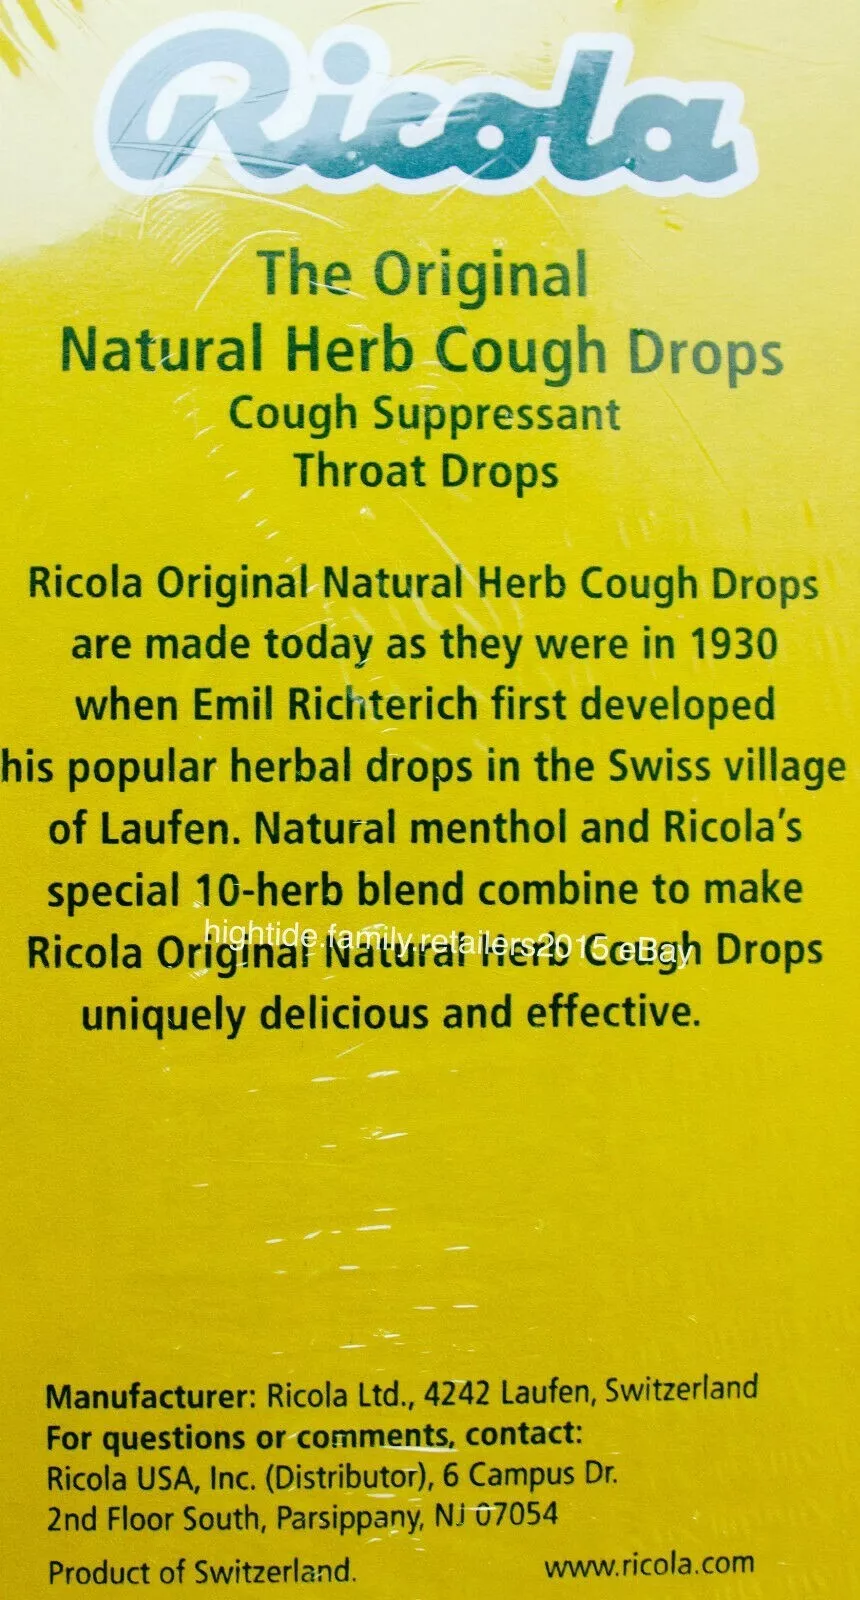 Ricola
The Original
Natural Herb Cough Drops
Cough Suppressant
Throat Drops
Ricola Original Natural Herb Cough Drops
are made today as they were in 1930
when Emil Richterich first developed
his popular herbal drops in the Swiss village
of Laufen. Natural menthol and Ricola's
special 10-herb blend combine to make
hightide.family.retailers2015 eBay
Ricola Original Natural Herb Cough Drops
uniquely delicious and effective.
Manufacturer: Ricola Ltd., 4242 Laufen, Switzerland
For questions or comments, contact:
Ricola USA, Inc. (Distributor), 6 Campus Dr.
2nd Floor South, Parsippany, NJ 07054
Product of Switzerland. www.ricola.com